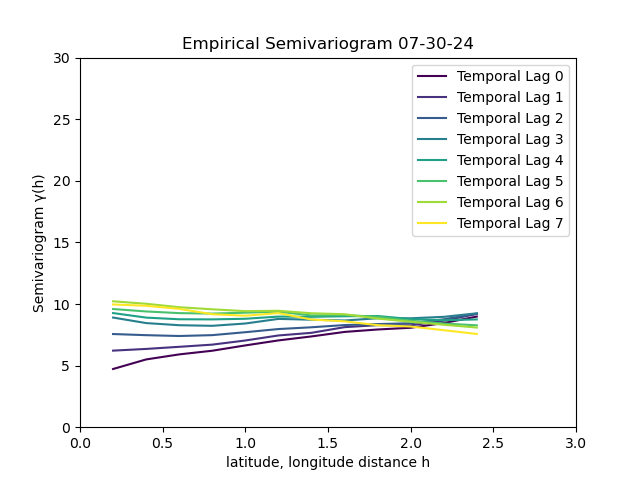 Empirical Semivariogram 07-30-24
30
25
20
15
10
5
0
Semivariogram γ(h)
Temporal Lag 0
Temporal Lag 1
Temporal Lag 2
Temporal Lag 3
Temporal Lag 4
Temporal Lag 5
Temporal Lag 6
Temporal Lag 7
0.0 0.5 1.0 1.5 2.0 2.5 3.0
latitude, longitude distance h